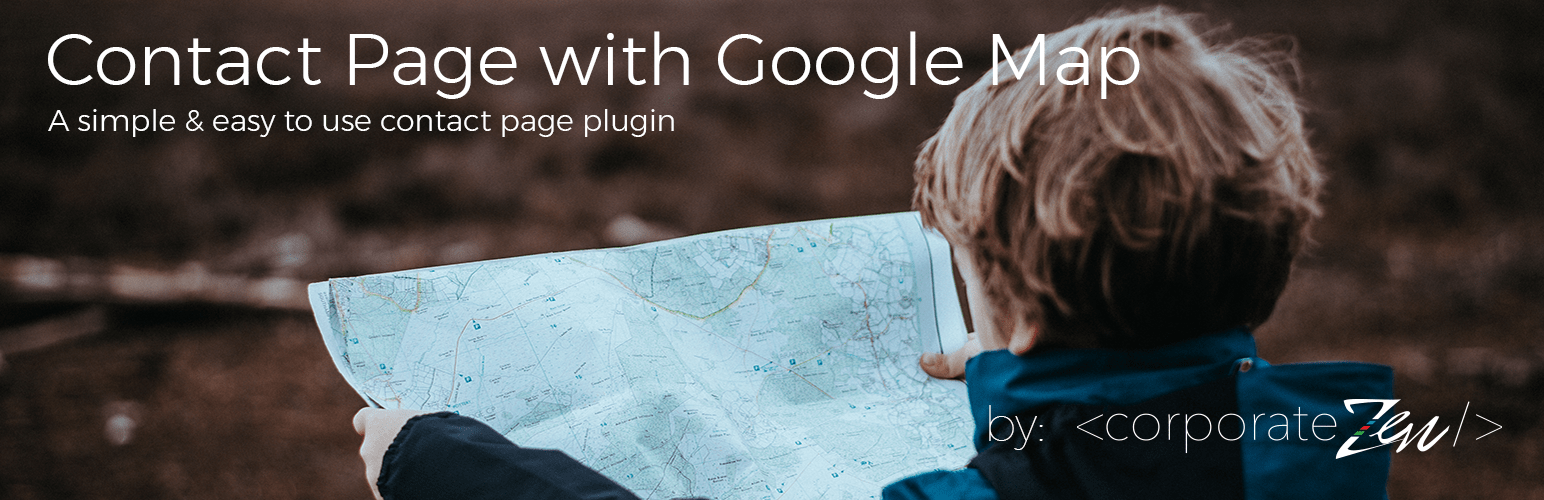 Contact Page with Google Map
A simple & easy to use contact page plugin
by: <corporateZen/>